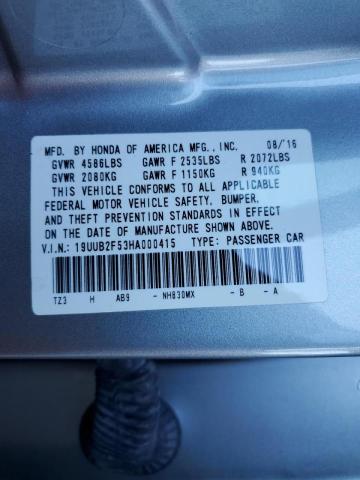 MFD. BY HONDA OF AMERICA MFG., INC. 08/'16
GVWR 4586LBS GAWR F 2535LBS R 2072LBS
GVWR 2080KG GAWR F 1150KG R 940KG
THIS VEHICLE CONFORMS TO ALL APPLICABLE
FEDERAL MOTOR VEHICLE SAFETY, BUMPER,
AND THEFT PREVENTION STANDARDS IN EFFECT
ON THE DATE OF MANUFACTURE SHOWN ABOVE.
V.I.N.: 19UUB2F53HA000415 TYPE: PASSENGER CAR
TZ3 H AB9 - NH830MX - B - A